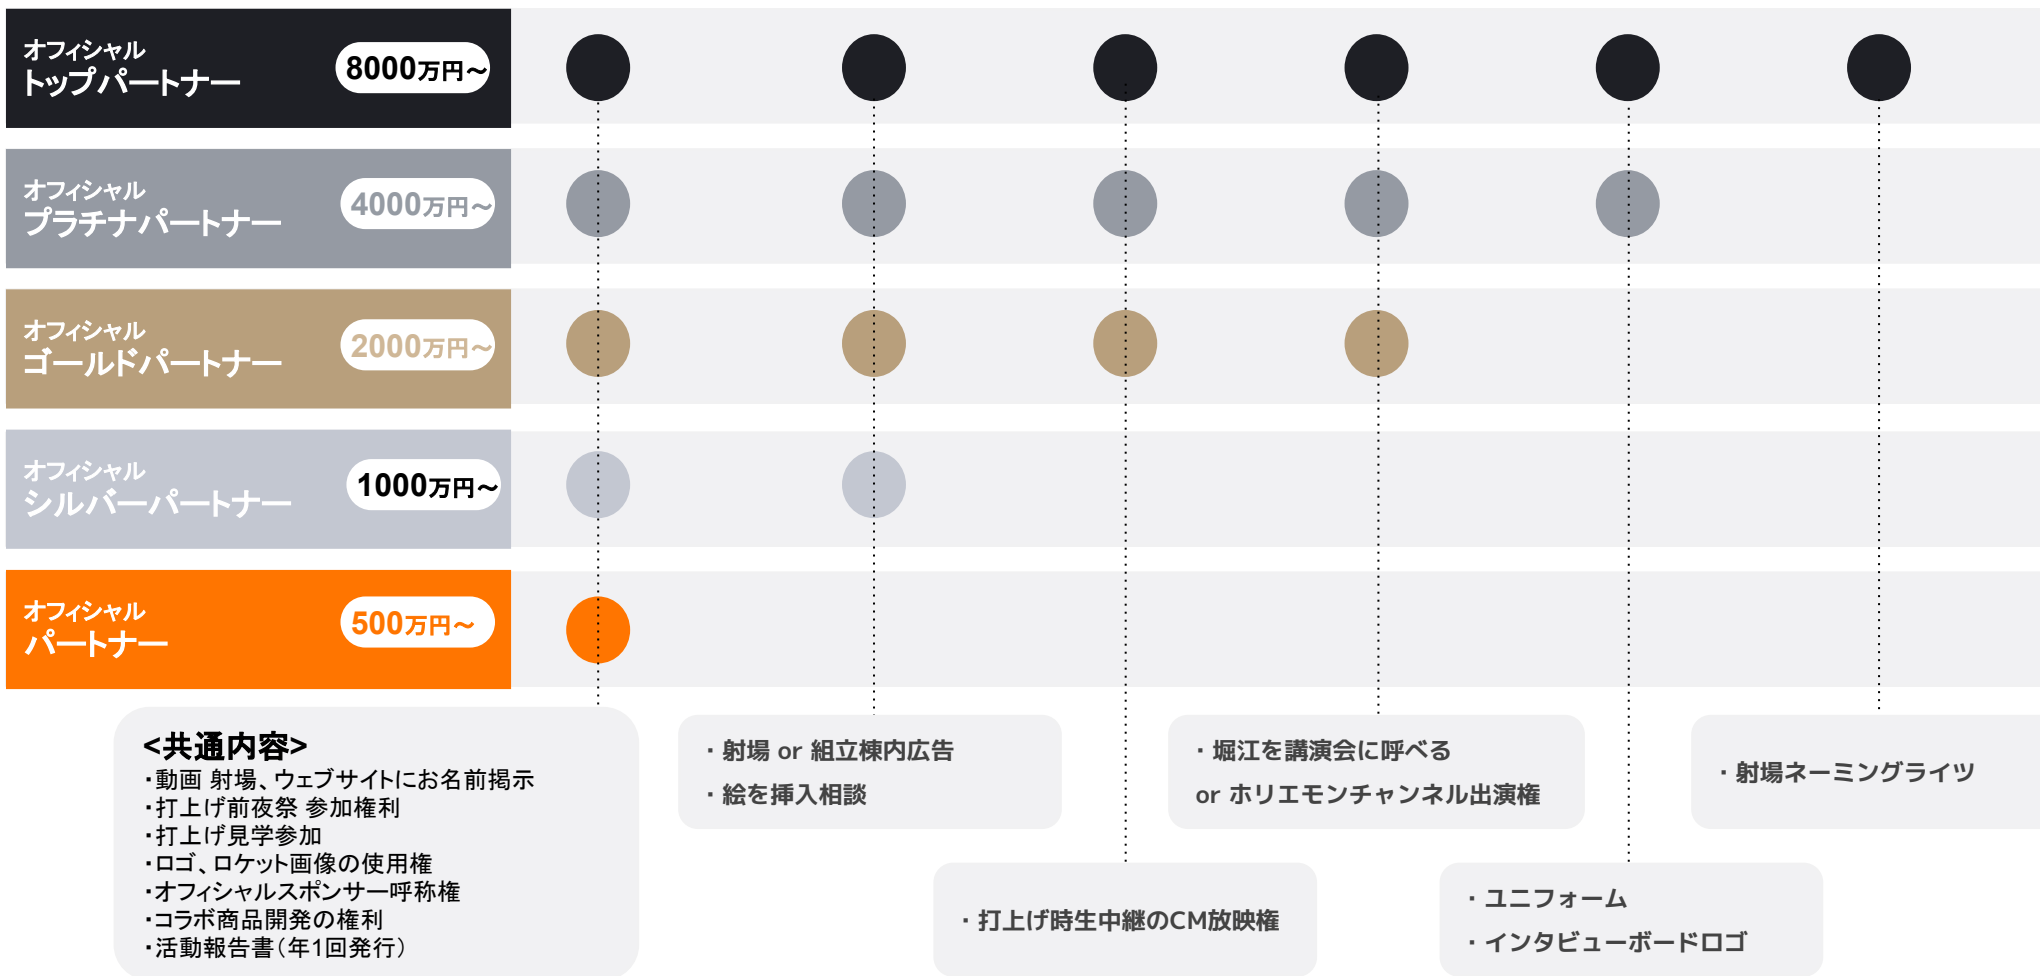 オフィシャル
トップパートナー
8000万円～
オフィシャル
プラチナパートナー
4000万円～
オフィシャル
ゴールドパートナー
2000万円～
オフィシャル
シルバーパートナー
1000万円～
オフィシャル
パートナー
500万円～
<共通内容>
・動画 射場、ウェブサイトにお名前掲示
・打上げ前夜祭 参加権利
・打上げ見学参加
・ロゴ、ロケット画像の使用権
・オフィシャルスポンサー呼称権
・コラボ商品開発の権利
・活動報告書（年1回発行）
・射場 or 組立棟内広告
・絵を挿入相談
・打上げ時生中継のCM放映権
・堀江を講演会に呼べる
or ホリエモンチャンネル出演権
・ユニフォーム
・インタビューボードロゴ
・射場ネーミングライツ